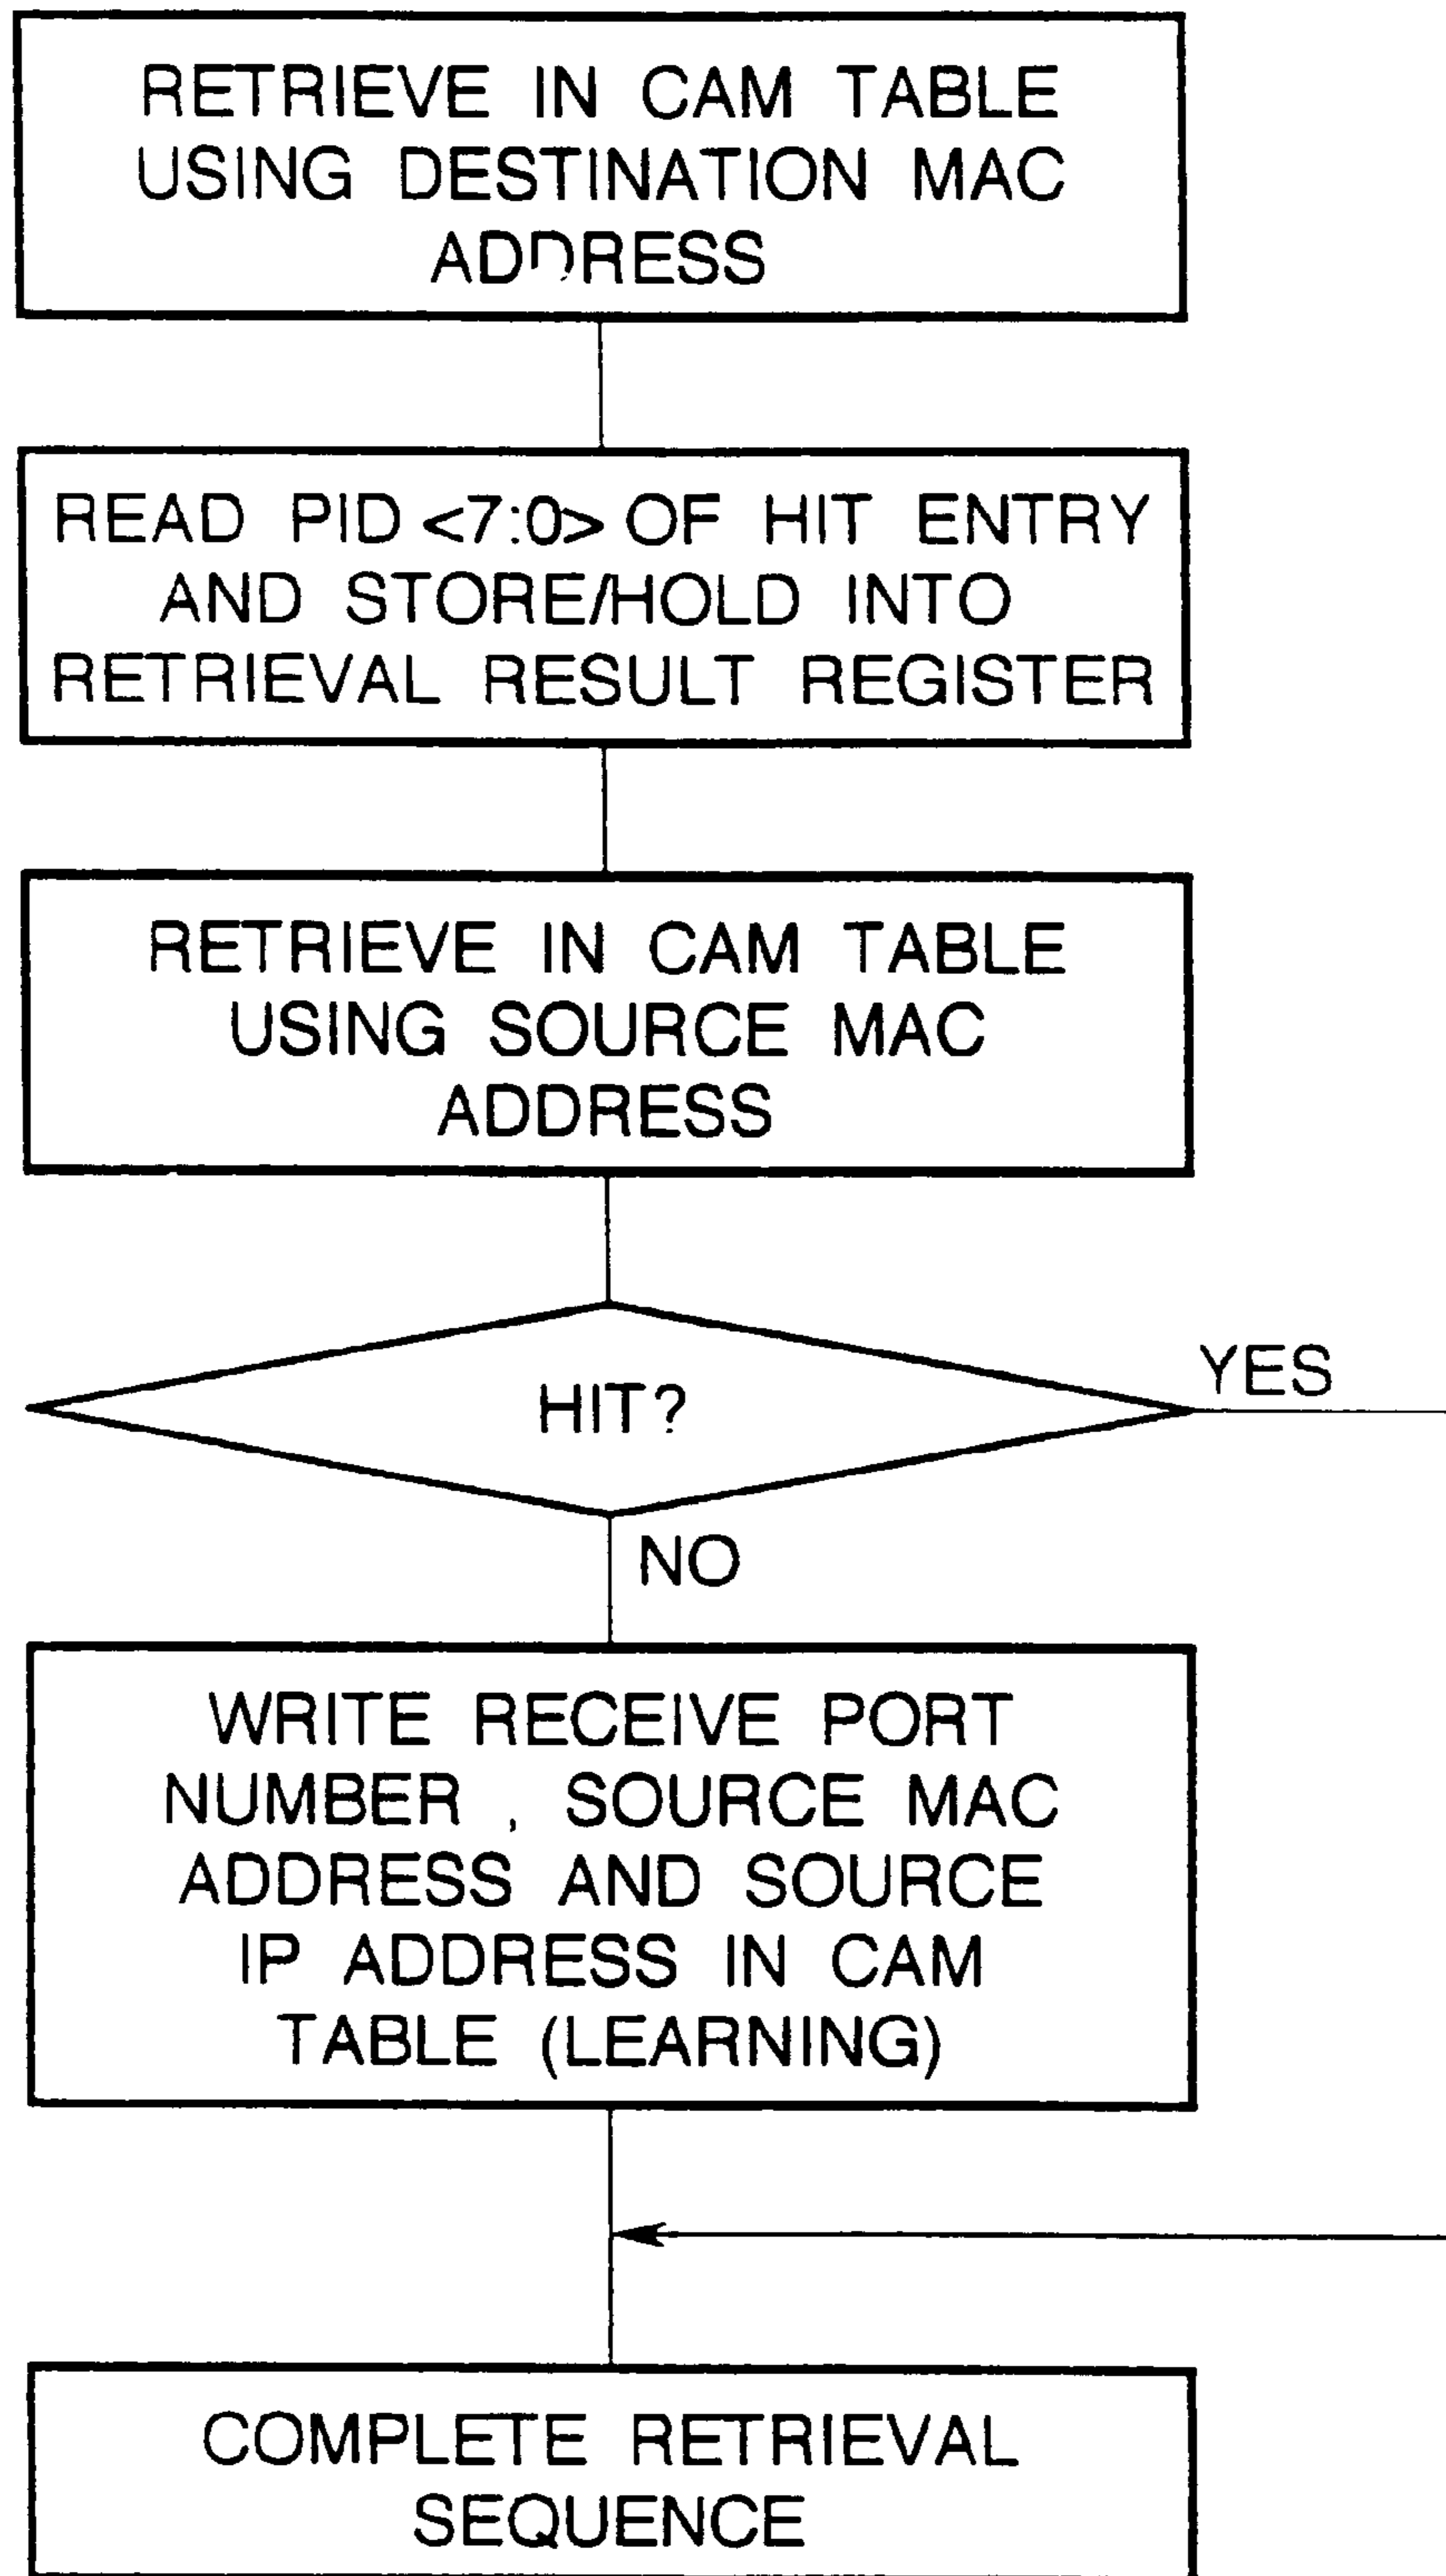 RETRIEVE IN CAM TABLE
USING DESTINATION MAC
ADDRESS
READ PID <7:0> OF HIT ENTRY
AND STORE/HOLD INTO
RETRIEVAL RESULT REGISTER
RETRIEVE IN CAM TABLE
USING SOURCE MAC
ADDRESS
HIT?
YES
NO
WRITE RECEIVE PORT
NUMBER , SOURCE MAC
ADDRESS AND SOURCE
IP ADDRESS IN CAM
TABLE (LEARNING)
COMPLETE RETRIEVAL
SEQUENCE